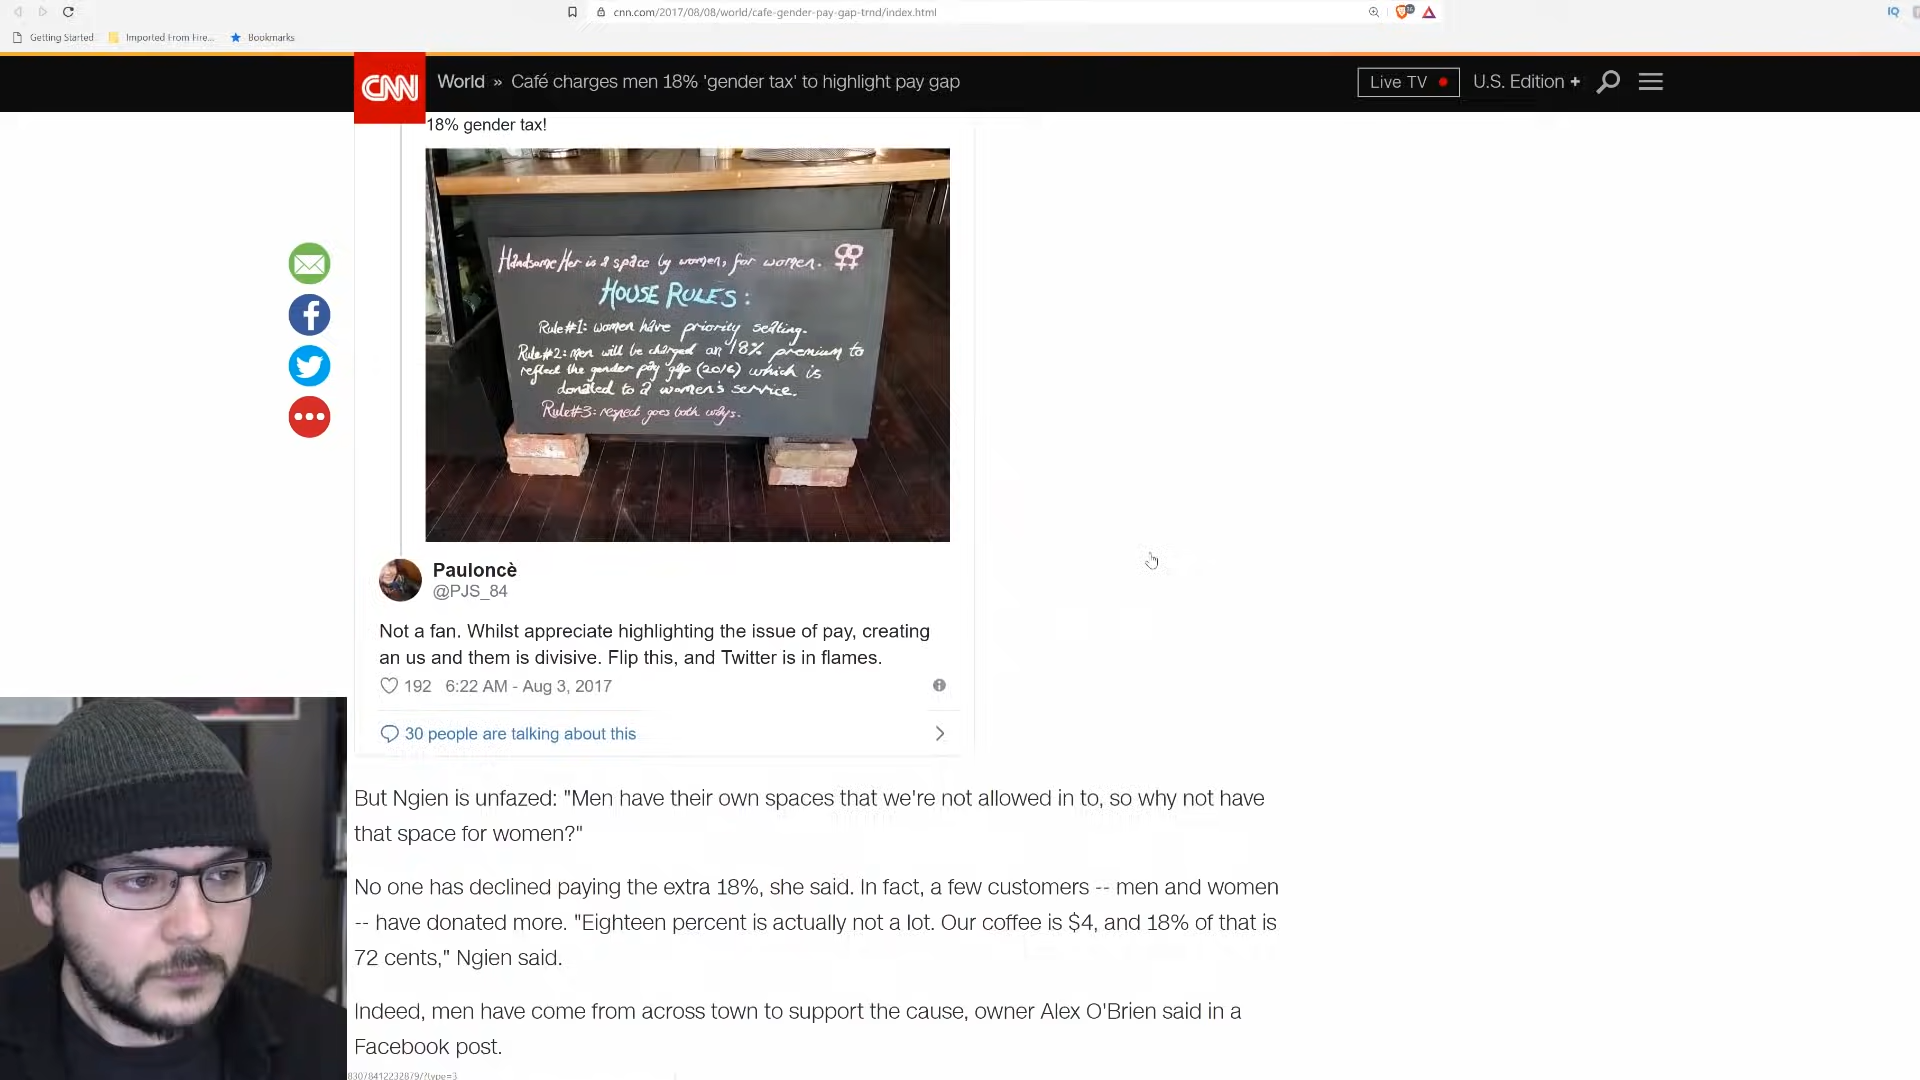 cnn.com/2017/08/08/world/cafe-gender-pay-gap-trnd/index.html
IQ
Getting Started
Imported From Fire...
Bookmarks
CNN
World » Café charges men 18% 'gender tax' to highlight pay gap
Live TV
U.S. Edition +
18% gender tax!
Handsome Her is a space by women, for women.
HOUSE RULES:
Rule #1: women have priority seating.
Rule #2: men will be charged an 18% premium to
reflect the gender pay gap (2016) which is
donated to a women's service.
Rule #3: respect goes both ways.
Pauloncè
@PJS_84
Not a fan. Whilst appreciate highlighting the issue of pay, creating
an us and them is divisive. Flip this, and Twitter is in flames.
192 6:22 AM - Aug 3, 2017
30 people are talking about this
But Ngien is unfazed: "Men have their own spaces that we're not allowed in to, so why not have
that space for women?"
No one has declined paying the extra 18%, she said. In fact, a few customers -- men and women
-- have donated more. "Eighteen percent is actually not a lot. Our coffee is $4, and 18% of that is
72 cents," Ngien said.
Indeed, men have come from across town to support the cause, owner Alex O'Brien said in a
Facebook post.
83078412232879/?type=3